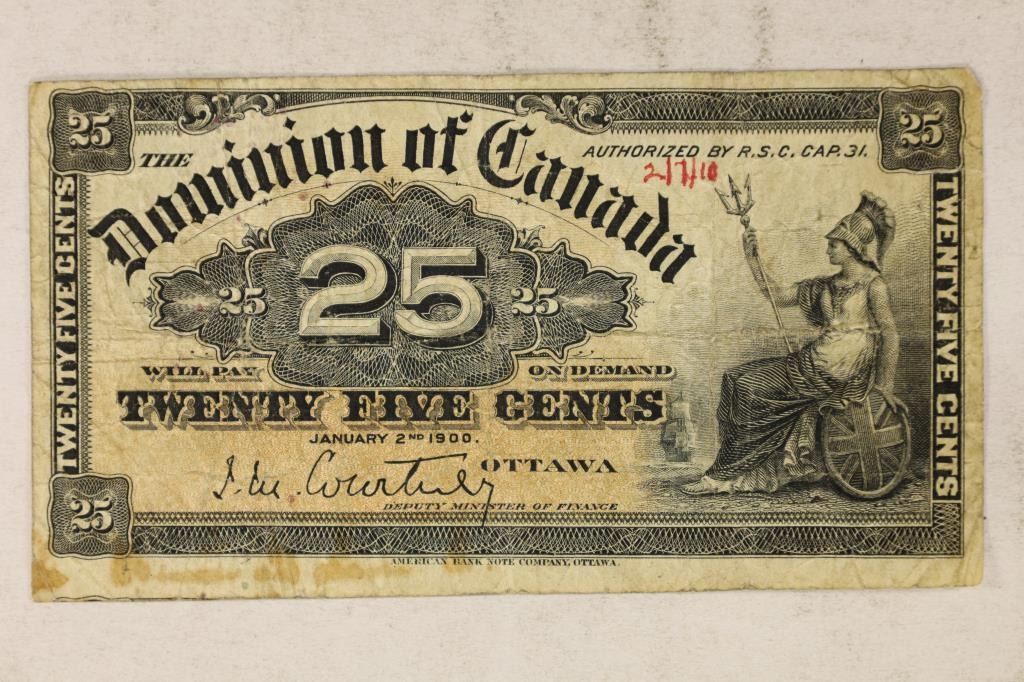 25 25
THE Dominion of Canada
AUTHORIZED BY R.S.C. CAP. 31.
2/7/10
TWENTY FIVE CENTS
TWENTY FIVE CENTS
25 25 25
WILL PAY ON DEMAND
TWENTY FIVE CENTS
JANUARY 2ND 1900.
J. M. Courtney OTTAWA
DEPUTY MINISTER OF FINANCE
25
AMERICAN BANK NOTE COMPANY, OTTAWA.